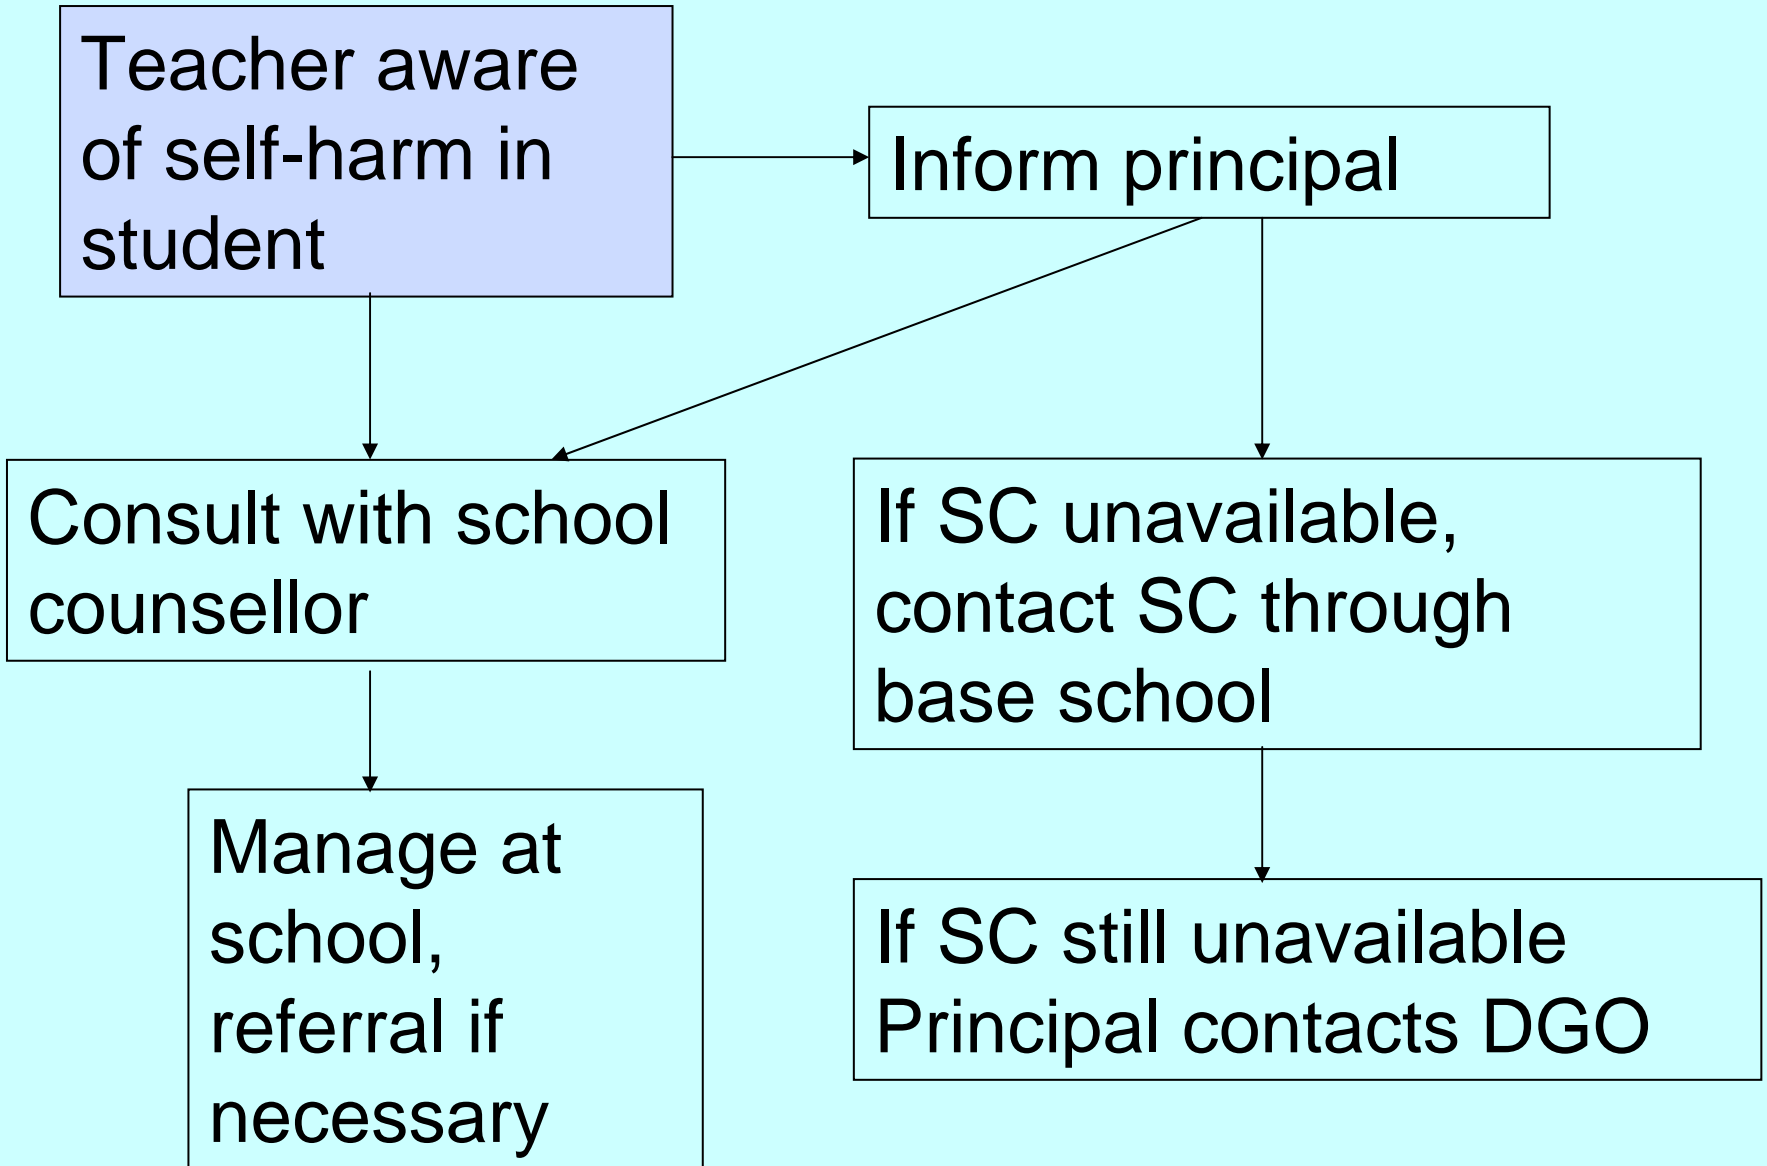 Teacher aware
of self-harm in
student
Inform principal
Consult with school
counsellor
If SC unavailable,
contact SC through
base school
Manage at
school,
referral if
necessary
If SC still unavailable
Principal contacts DGO